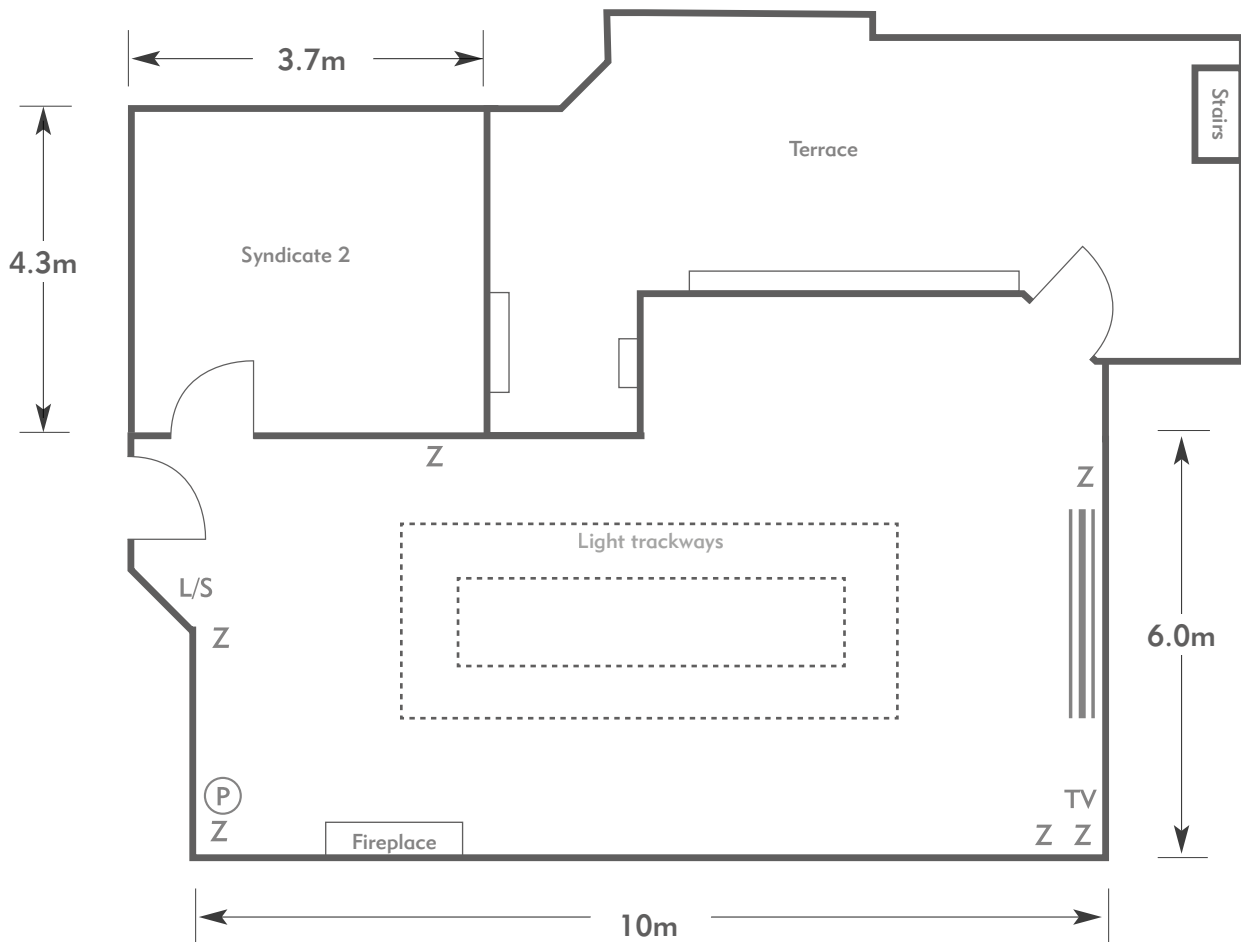 3.7m
Stairs
Terrace
4.3m
Syndicate 2
Z
Z
Light trackways
L/S
Z
6.0m
P
Z
TV
Z Z
Fireplace
10m